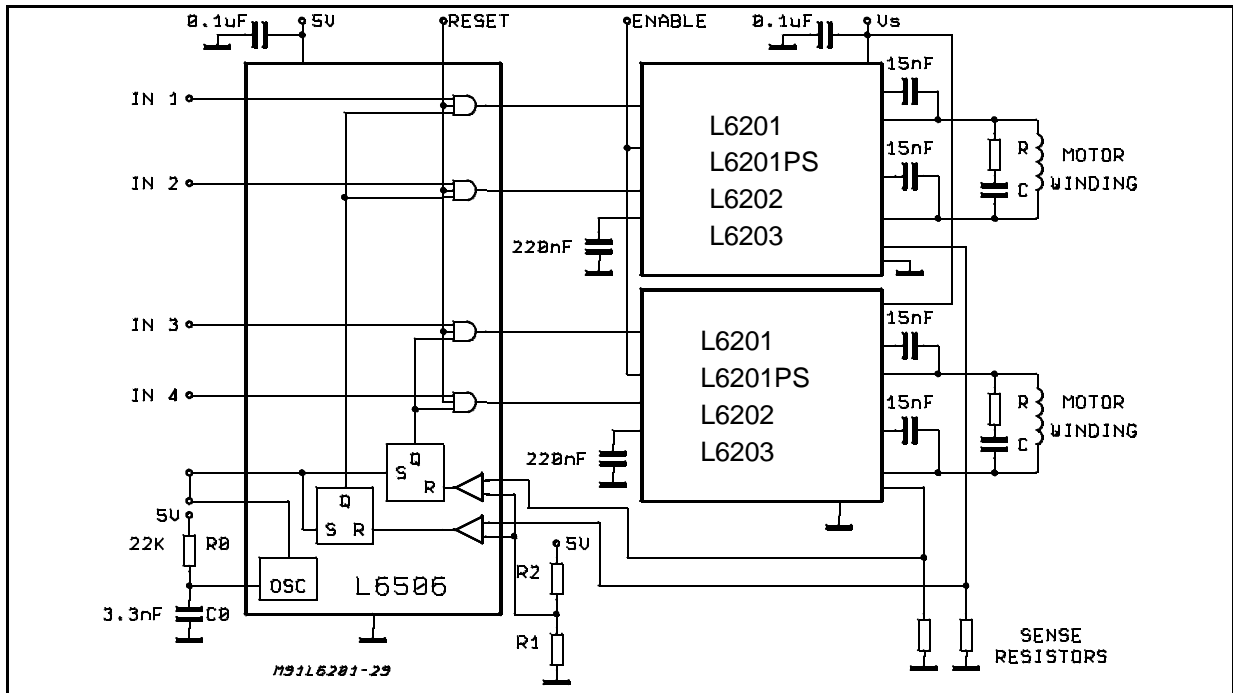 0.1uF 5V RESET ENABLE 0.1uF Vs
15nF
IN 1
L6201
L6201PS
L6202
L6203
15nF
R
C
MOTOR
WINDING
IN 2
220nF
IN 3
L6201
L6201PS
L6202
L6203
15nF
15nF
R
C
MOTOR
WINDING
IN 4
220nF
Q
S R
Q
S R
5V
22K R0
OSC
L6506
3.3nF C0
5V
R2
R1
SENSE
RESISTORS
M91L6201-29